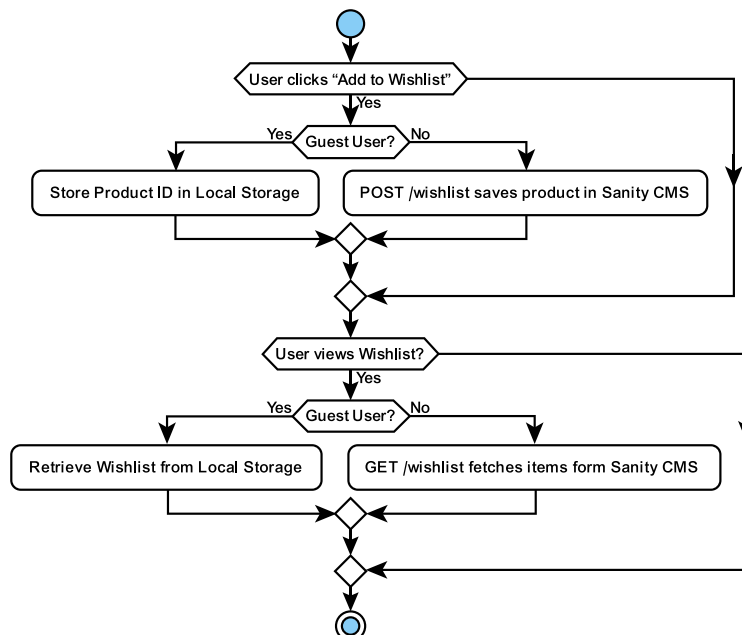 User clicks “Add to Wishlist”
Yes
Yes
Guest User?
No
Store Product ID in Local Storage
POST /wishlist saves product in Sanity CMS
User views Wishlist?
Yes
Yes
Guest User?
No
Retrieve Wishlist from Local Storage
GET /wishlist fetches items form Sanity CMS